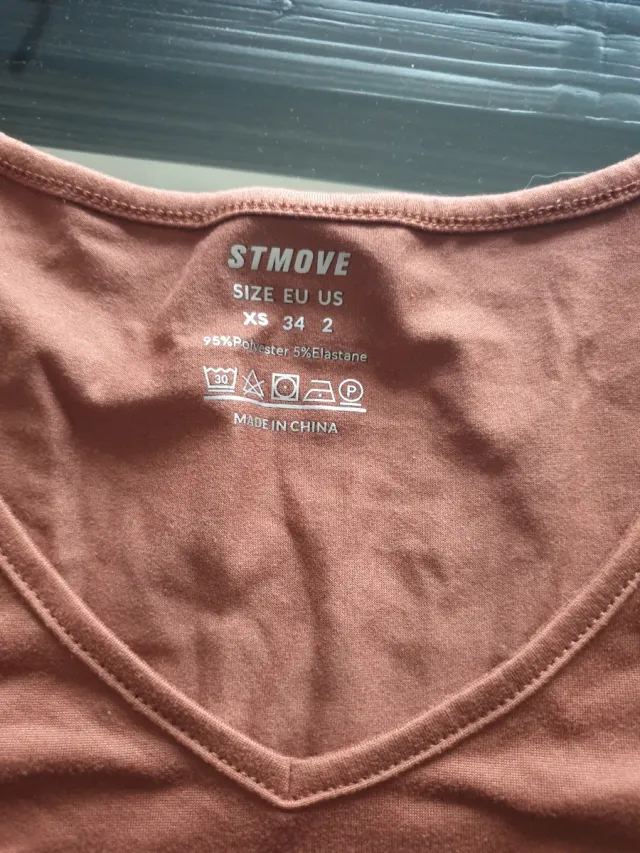 STMOVE
SIZE EU US
XS 34 2
95%Polyester 5%Elastane
30 P
MADE IN CHINA